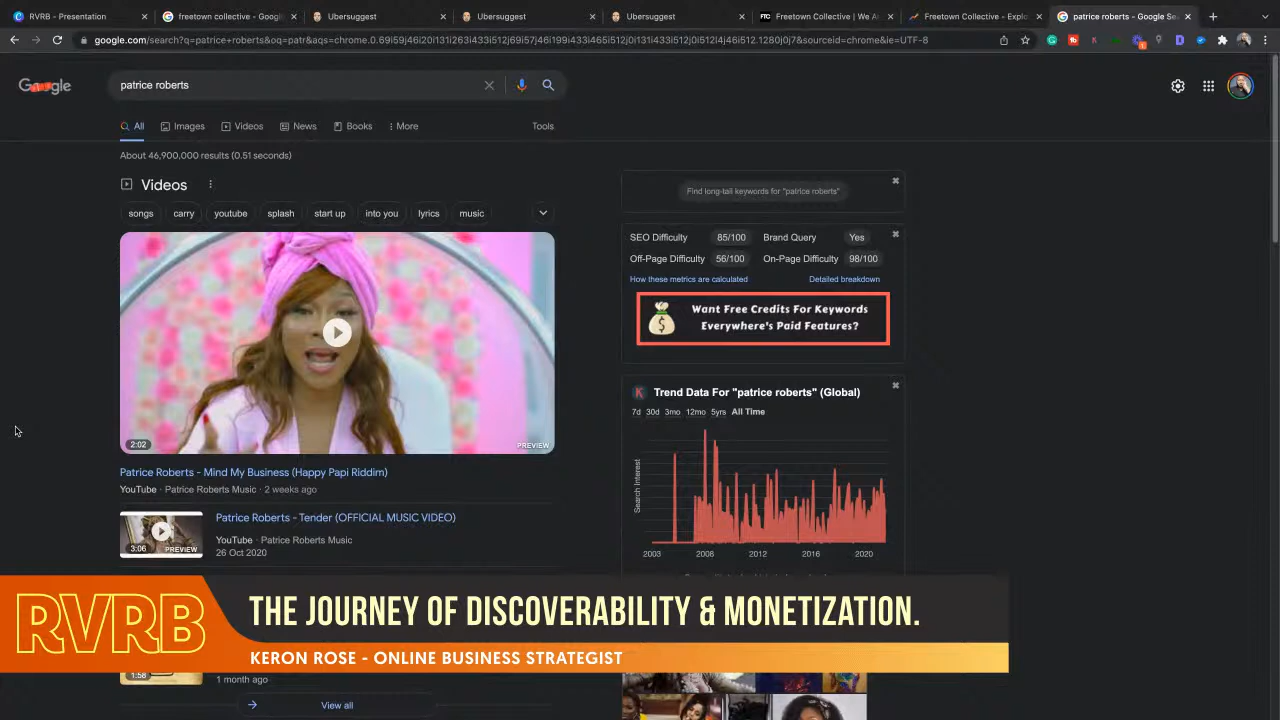 RVRB - Presentation
freetown collective - Googl
Ubersuggest
Ubersuggest
Ubersuggest
Freetown Collective | We A
Freetown Collective - Explo
patrice roberts - Google Se
google.com/search?q=patrice+roberts&oq=patr&aqs=chrome.0.69i59j46i20i131i263i433i512j69i57j46i199i433i465i512j0i131i433i512j0i512l4j46i512.1280j0j7&sourceid=chrome&ie=UTF-8
Google
patrice roberts
All
Images
Videos
News
Books
More
Tools
About 46,900,000 results (0.51 seconds)
Videos
songs
carry
youtube
splash
start up
into you
lyrics
music
2:02
PREVIEW
Patrice Roberts - Mind My Business (Happy Papi Riddim)
YouTube · Patrice Roberts Music · 2 weeks ago
3:06
PREVIEW
Patrice Roberts - Tender (OFFICIAL MUSIC VIDEO)
YouTube · Patrice Roberts Music
26 Oct 2020
Find long-tail keywords for "patrice roberts"
SEO Difficulty 85/100 Brand Query Yes
Off-Page Difficulty 56/100 On-Page Difficulty 98/100
How these metrics are calculated
Detailed breakdown
Want Free Credits For Keywords
Everywhere's Paid Features?
K
Trend Data For "patrice roberts" (Global)
7d 30d 3mo 12mo 5yrs All Time
Search Interest
2003 2008 2012 2016 2020
RVRB
THE JOURNEY OF DISCOVERABILITY & MONETIZATION.
KERON ROSE - ONLINE BUSINESS STRATEGIST
1:58
1 month ago
View all